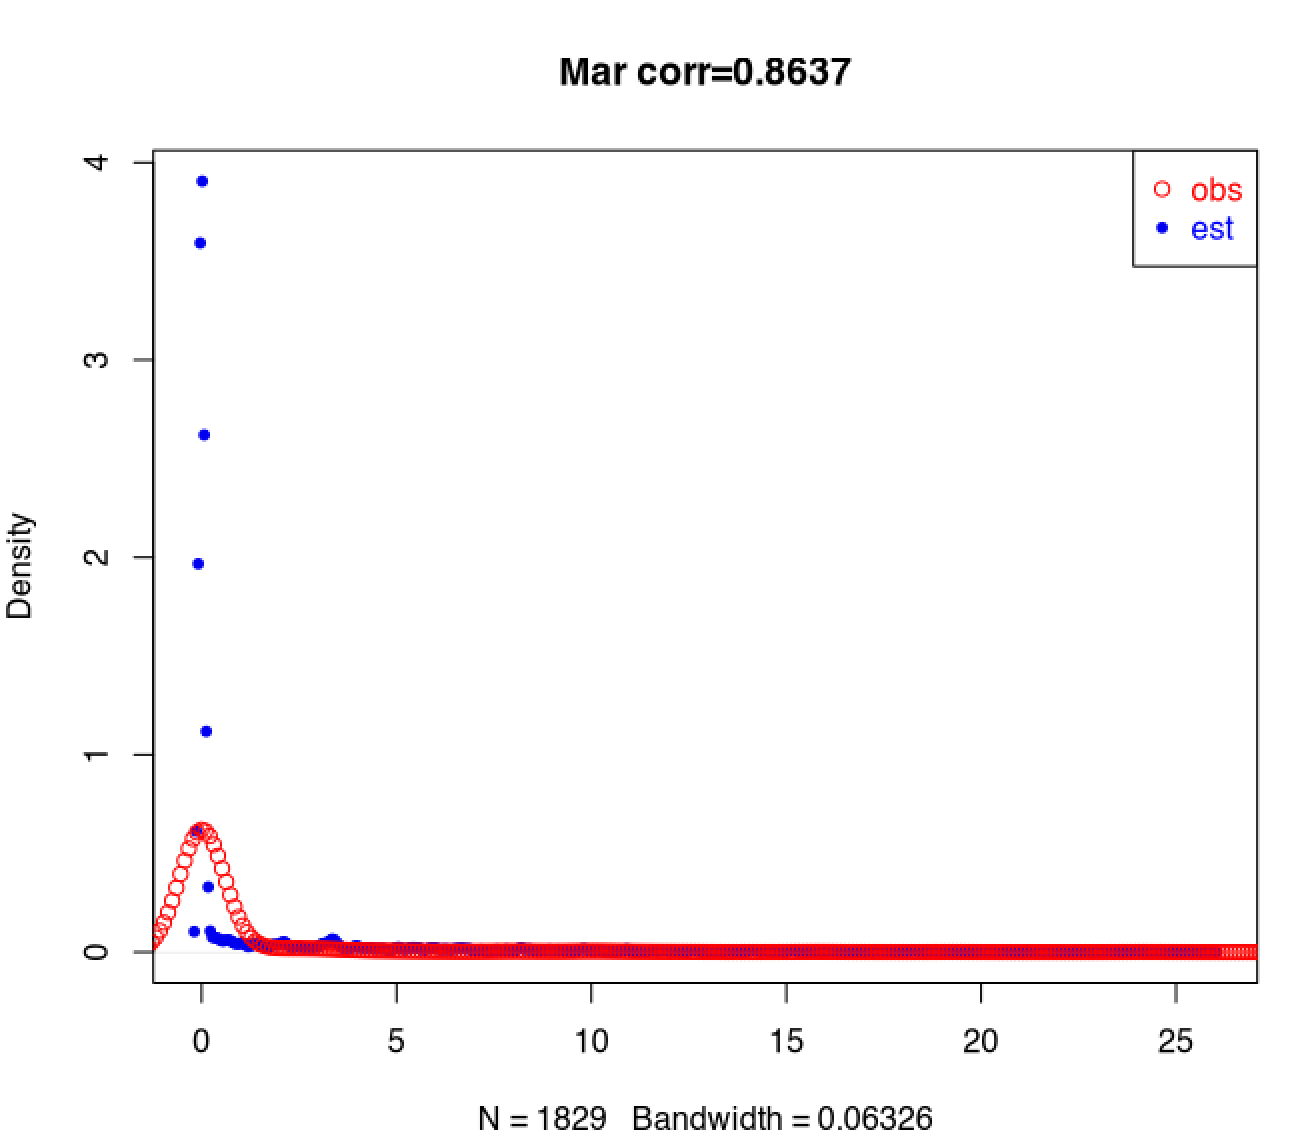 Mar corr=0.8637
obs
est
4
3
2
1
0
Density
0 5 10 15 20 25
N = 1829 Bandwidth = 0.06326